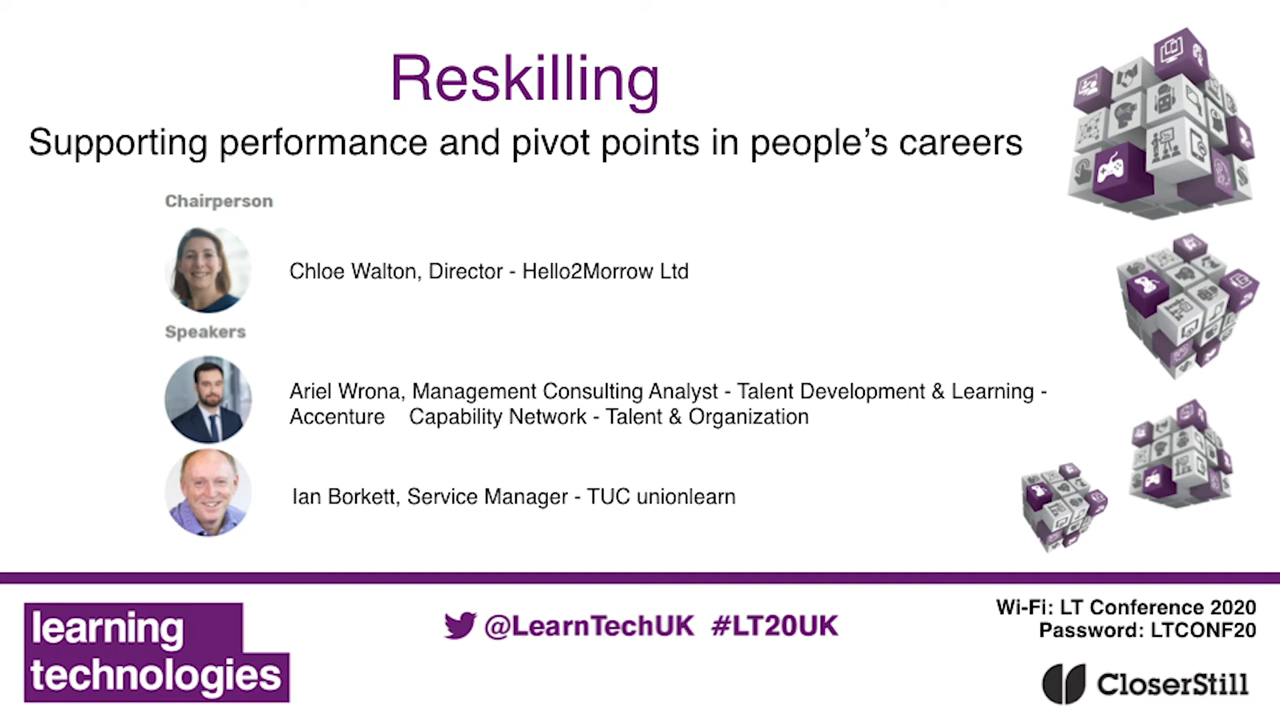 Reskilling
Supporting performance and pivot points in people's careers
Chairperson
Chloe Walton, Director - Hello2Morrow Ltd
Speakers
Ariel Wrona, Management Consulting Analyst - Talent Development & Learning -
Accenture Capability Network - Talent & Organization
Ian Borkett, Service Manager - TUC unionlearn
learning
technologies
@LearnTechUK #LT20UK
Wi-Fi: LT Conference 2020
Password: LTCONF20
CloserStill